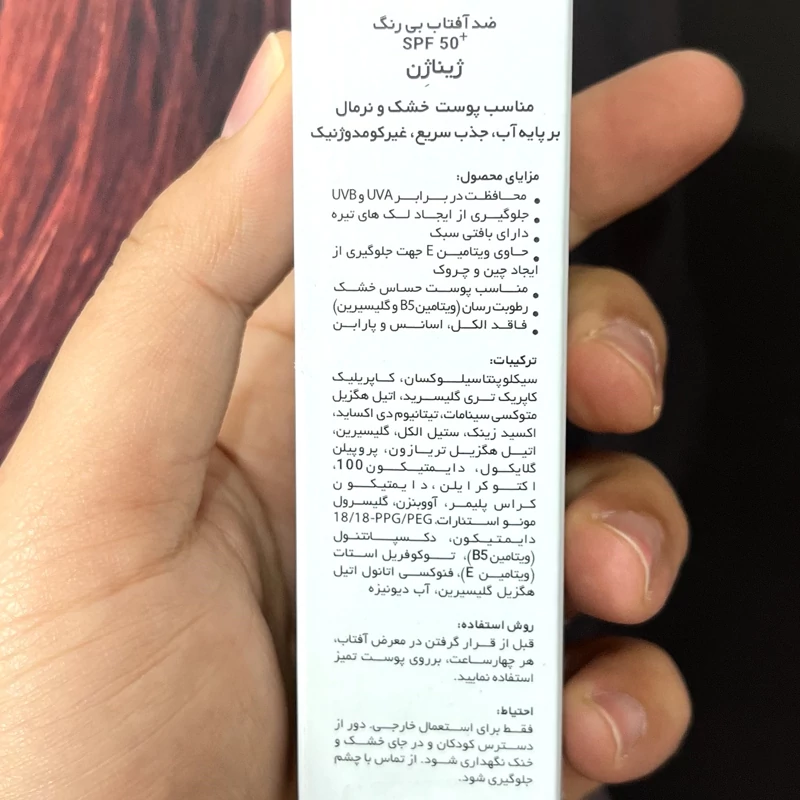 ضد آفتاب بی رنگ
SPF 50+
ژیناژِن
مناسب پوست خشک و نرمال
بر پایه آب، جذب سریع، غیرکومدوژنیک
مزایای محصول:
• محافظت در برابر UVA و UVB
• جلوگیری از ایجاد لک های تیره
• دارای بافتی سبک
• حاوی ویتامین E جهت جلوگیری از
ایجاد چین و چروک
• مناسب پوست حساس خشک
• رطوبت رسان (ویتامین B5 و گلیسیرین)
• فاقد الکل، اسانس و پارابن
ترکیبات:
سیکلوپنتاسیلوکسان، کاپریلیک
کاپریک تری گلیسرید، اتیل هگزیل
متوکسی سینامات، تیتانیوم دی اکساید،
اکسید زینک، ستیل الکل، گلیسیرین،
اتیل هگزیل تریازون، پروپیلن
گلایکول، دایمتیکون 100،
اکتوکرایلن، دایمتیکون
کراس پلیمر، آووبنزن، گلیسرول
مونو استئارات، 18/18-PPG/PEG
دایمتیکون، دکسپانتنول
(ویتامین B5)، توکوفریل استات
(ویتامین E)، فنوکسی اتانول اتیل
هگزیل گلیسیرین، آب دیونیزه
روش استفاده:
قبل از قرار گرفتن در معرض آفتاب،
هر چهارساعت، برروی پوست تمیز
استفاده نمایید.
احتیاط:
فقط برای استعمال خارجی. دور از
دسترس کودکان و در جای خشک و
خنک نگهداری شود. از تماس با چشم
جلوگیری شود.